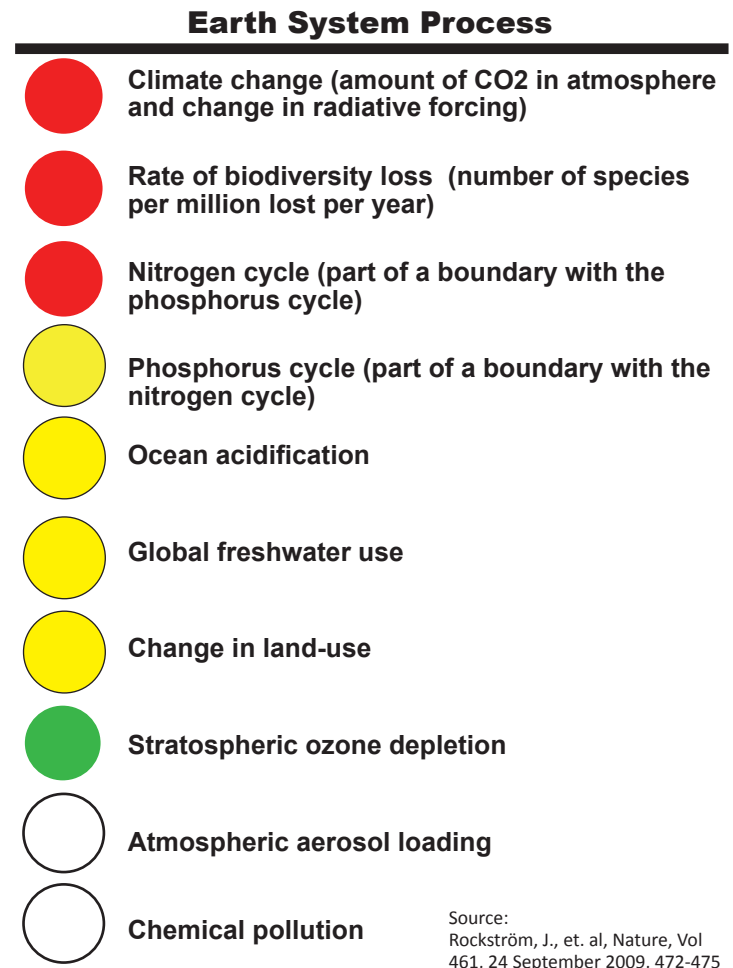 Earth System Process
Climate change (amount of CO2 in atmosphere
and change in radiative forcing)
Rate of biodiversity loss (number of species
per million lost per year)
Nitrogen cycle (part of a boundary with the
phosphorus cycle)
Phosphorus cycle (part of a boundary with the
nitrogen cycle)
Ocean acidification
Global freshwater use
Change in land-use
Stratospheric ozone depletion
Atmospheric aerosol loading
Chemical pollution
Source:
Rockström, J., et. al, Nature, Vol
461, 24 September 2009, 472-475